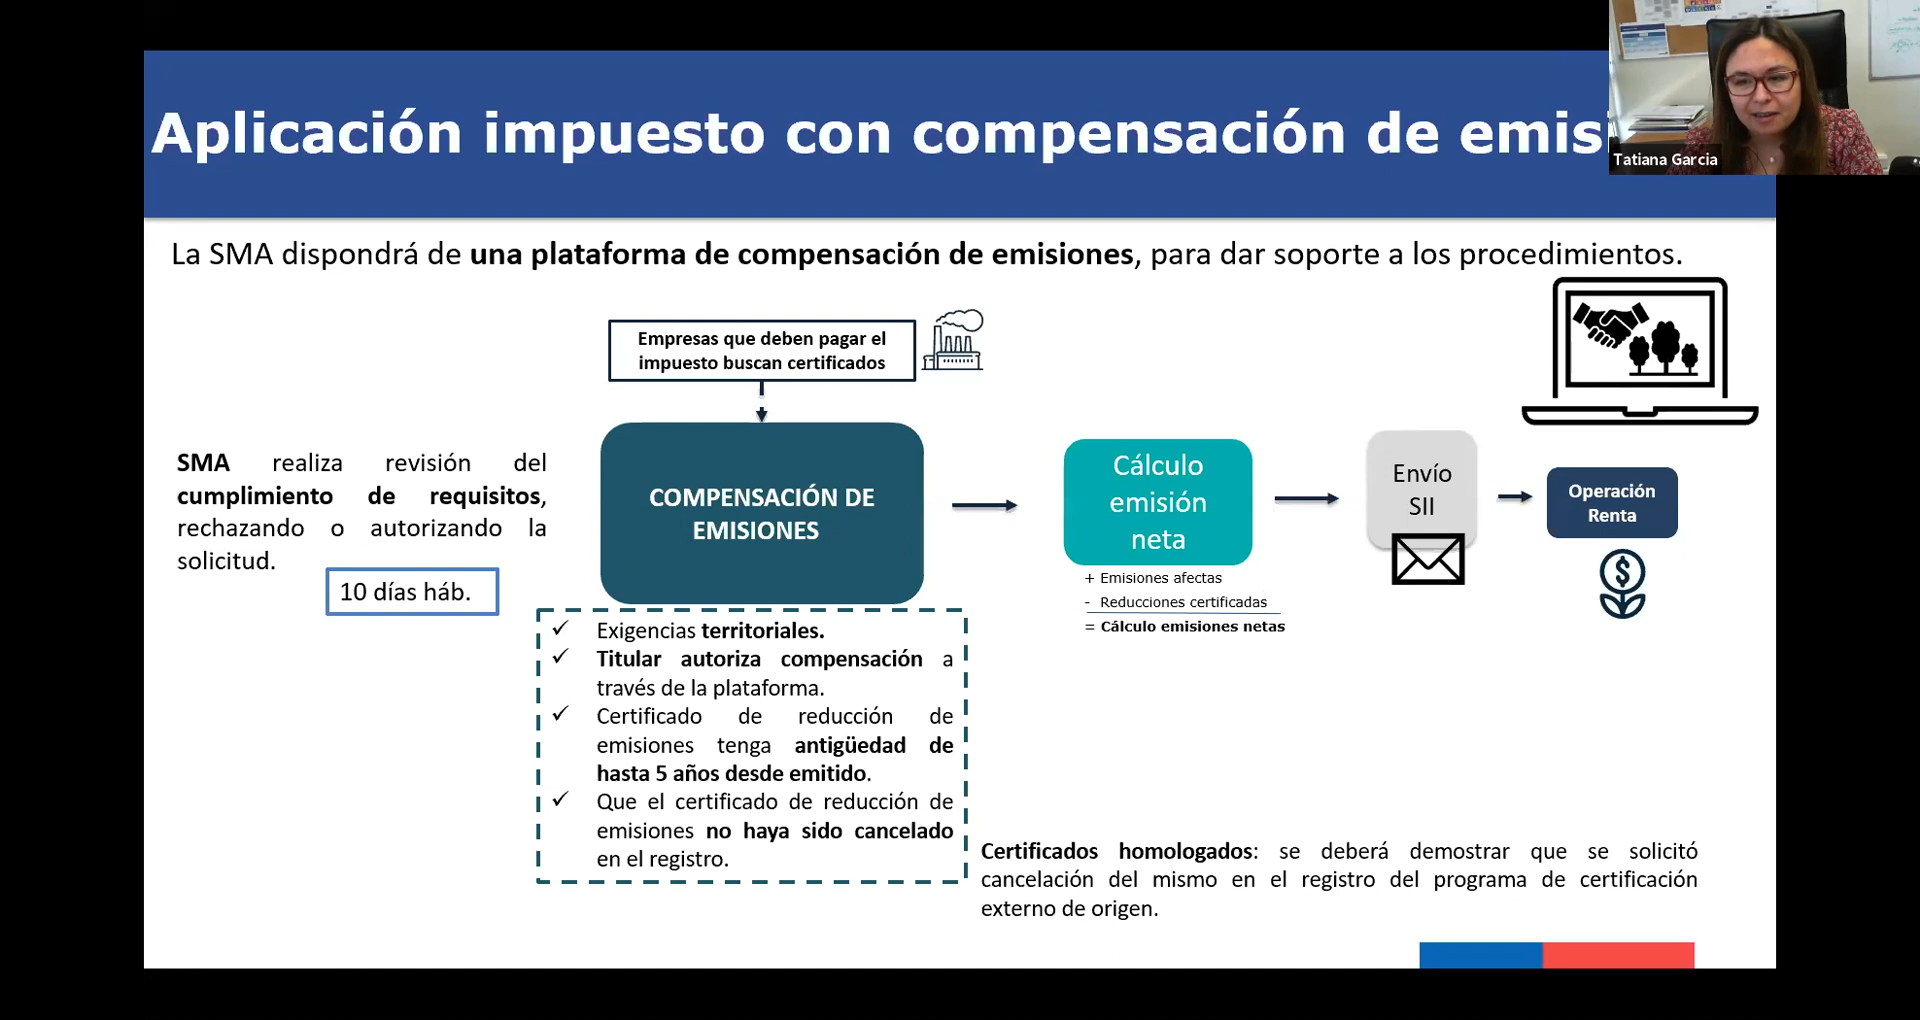 Aplicación impuesto con compensación de emis
Tatiana Garcia
La SMA dispondrá de una plataforma de compensación de emisiones, para dar soporte a los procedimientos.
Empresas que deben pagar el
impuesto buscan certificados
SMA realiza revisión del
cumplimiento de requisitos,
rechazando o autorizando la
solicitud.
10 días háb.
COMPENSACIÓN DE
EMISIONES
Cálculo
emisión
neta
+ Emisiones afectas
- Reducciones certificadas
= Cálculo emisiones netas
Envío
SII
Operación
Renta
$
✓ Exigencias territoriales.
✓ Titular autoriza compensación a
través de la plataforma.
✓ Certificado de reducción de
emisiones tenga antigüedad de
hasta 5 años desde emitido.
✓ Que el certificado de reducción de
emisiones no haya sido cancelado
en el registro.
Certificados homologados: se deberá demostrar que se solicitó
cancelación del mismo en el registro del programa de certificación
externo de origen.